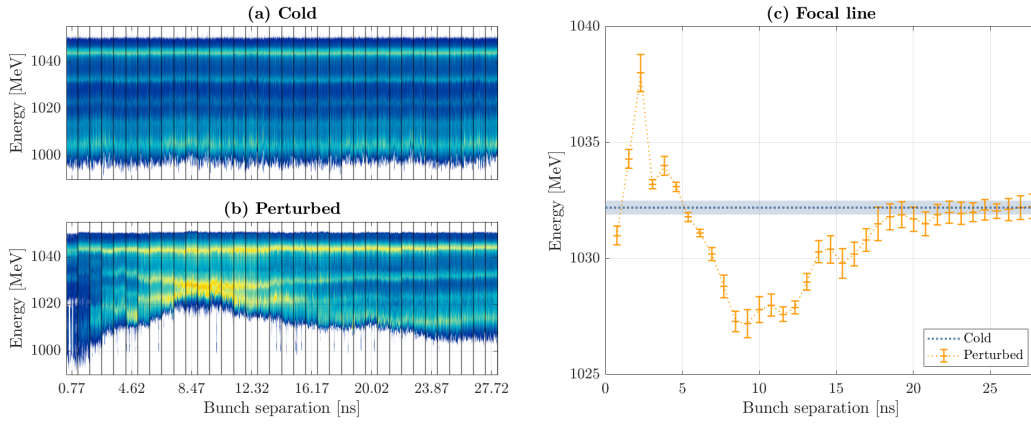 (a) Cold
1040
1020
1000
Energy [MeV]
(b) Perturbed
1040
1020
1000
Energy [MeV]
0.77 4.62 8.47 12.32 16.17 20.02 23.87 27.72
Bunch separation [ns]
(c) Focal line
1040
1035
1030
1025
Energy [MeV]
0 5 10 15 20 25
Bunch separation [ns]
Cold
Perturbed